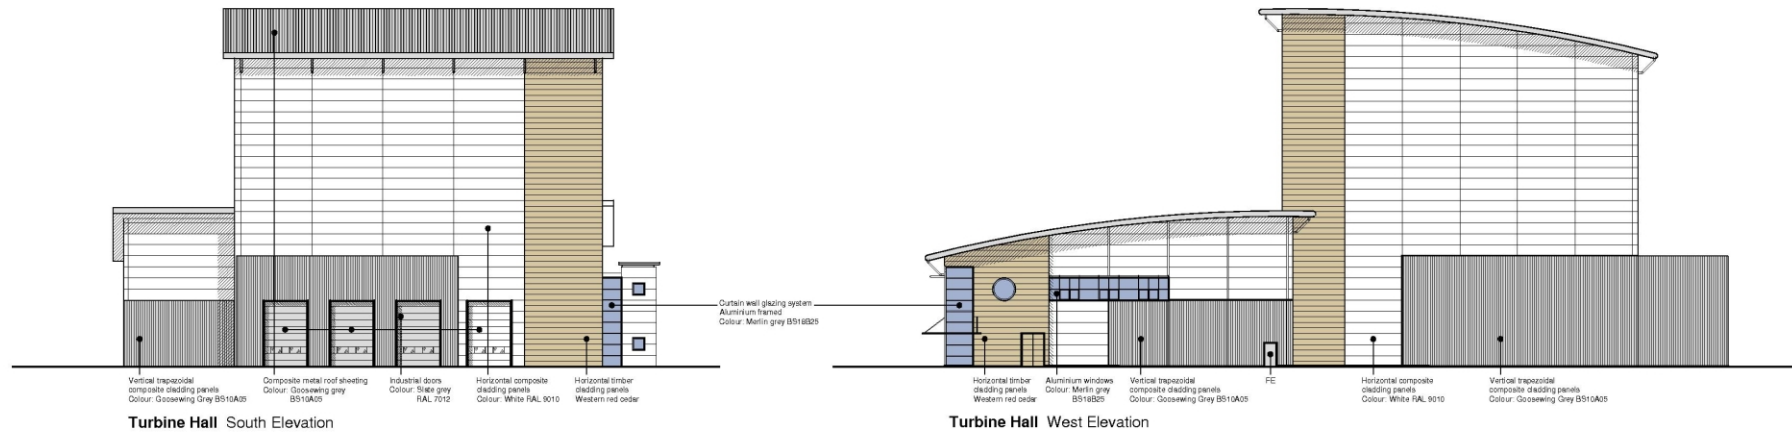 Curtain wall glazing system
Aluminium framed
Colour: Merlin grey BS18B25
Vertical trapezoidal
composite cladding panels
Colour: Goosewing Grey BS10A05
Composite metal roof sheeting
Colour: Goosewing grey
BS10A05
Industrial doors
Colour: Slate grey
RAL 7012
Horizontal composite
cladding panels
Colour: White RAL 9010
Horizontal timber
cladding panels
Western red cedar
Turbine Hall South Elevation
Horizontal timber
cladding panels
Western red cedar
Aluminium windows
Colour: Merlin grey
BS18B25
Vertical trapezoidal
composite cladding panels
Colour: Goosewing Grey BS10A05
FE
Horizontal composite
cladding panels
Colour: White RAL 9010
Vertical trapezoidal
composite cladding panels
Colour: Goosewing Grey BS10A05
Turbine Hall West Elevation